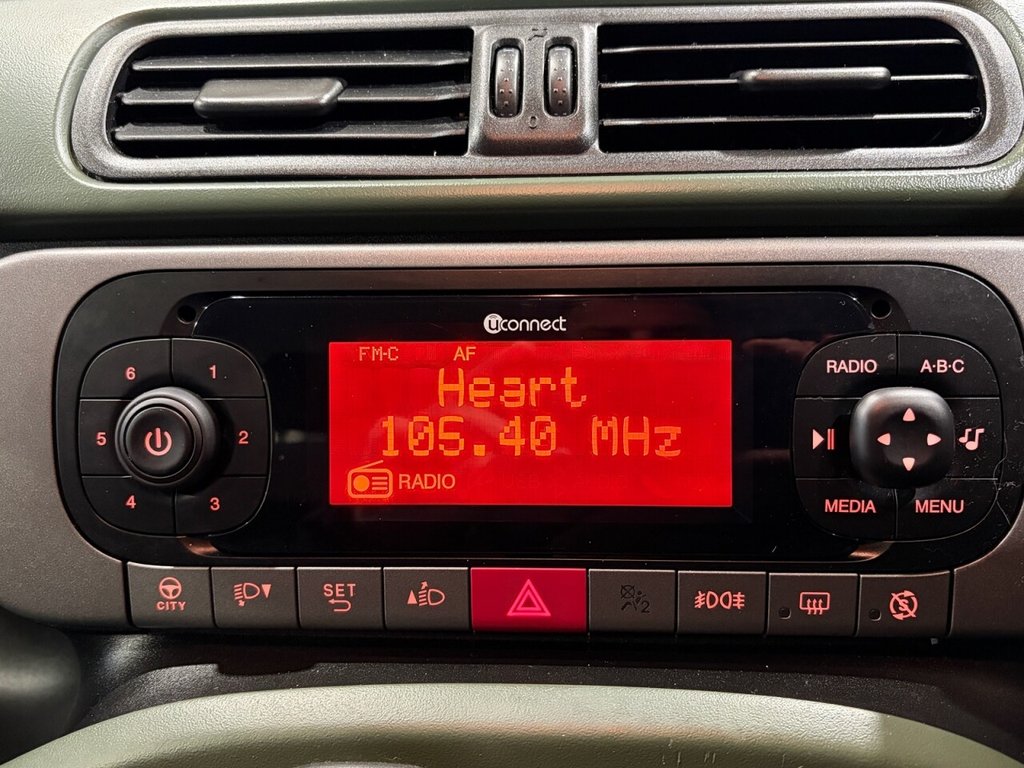 uconnect
FM-C AF
Heart
105.40 MHz
RADIO
6 1
5 2
4 3
RADIO A·B·C
MEDIA MENU
CITY
SET
2